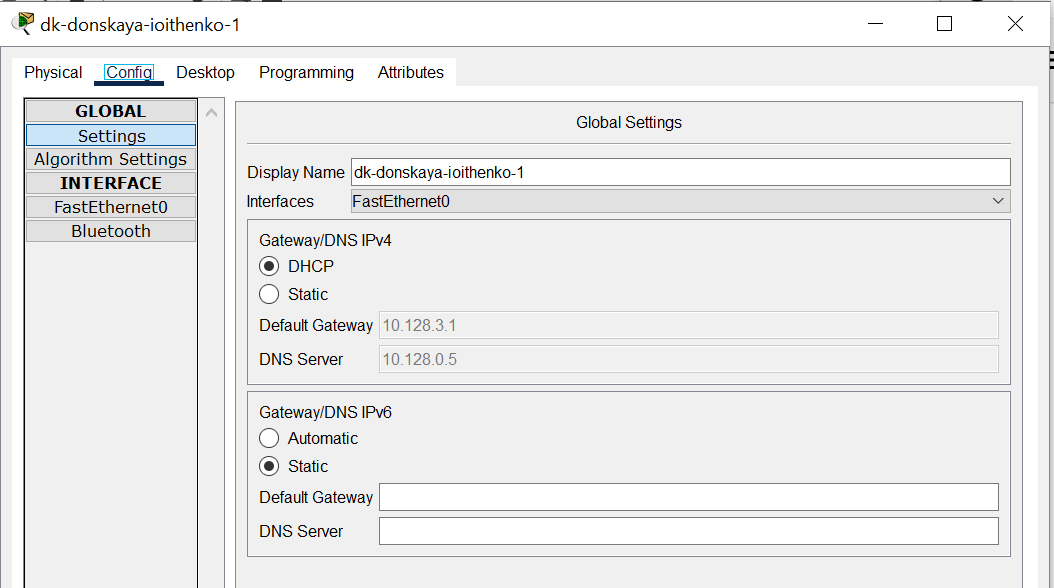 dk-donskaya-ioithenko-1
Physical Config Desktop Programming Attributes
GLOBAL
Settings
Algorithm Settings
INTERFACE
FastEthernet0
Bluetooth
Global Settings
Display Name dk-donskaya-ioithenko-1
Interfaces FastEthernet0
Gateway/DNS IPv4
DHCP
Static
Default Gateway 10.128.3.1
DNS Server 10.128.0.5
Gateway/DNS IPv6
Automatic
Static
Default Gateway
DNS Server